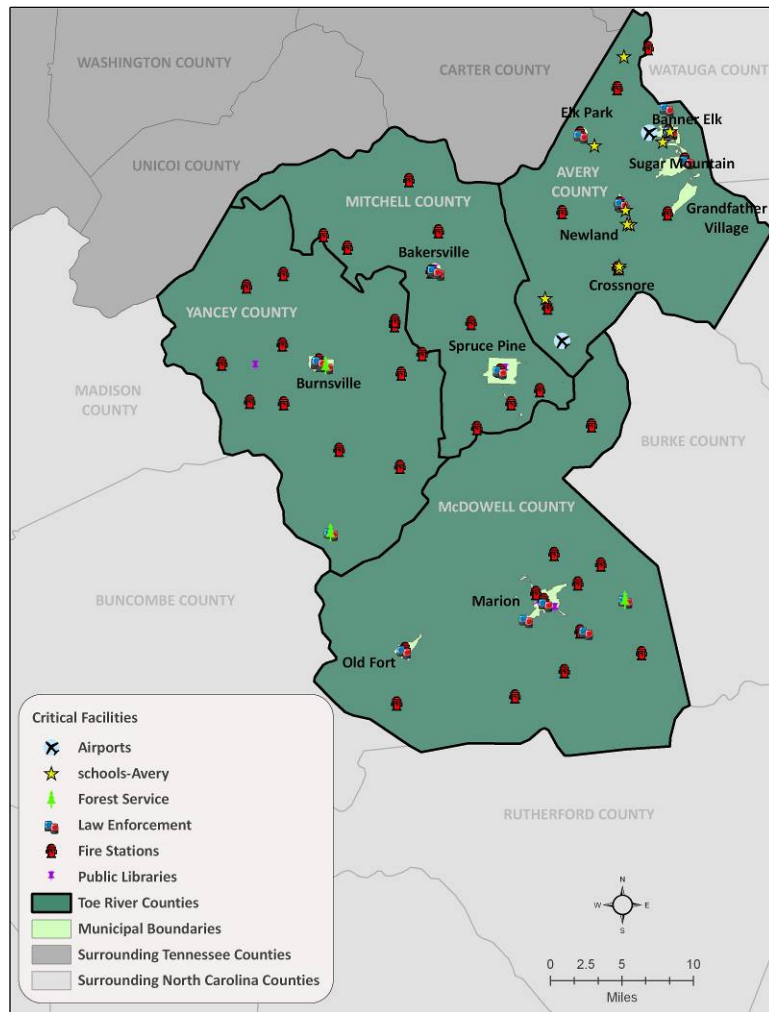 WASHINGTON COUNTY
CARTER COUNTY
WATAUGA COUNT
Elk Park
Banner Elk
UNICOI COUNTY
AVERY
COUNTY
Sugar Mountain
MITCHELL COUNTY
Grandfather
Village
Newland
Bakersville
Crossnore
YANCEY COUNTY
Spruce Pine
Burnsville
MADISON
COUNTY
BURKE COUNTY
McDOWELL COUNTY
BUNCOMBE COUNTY
Marion
Old Fort
Critical Facilities
Airports
schools-Avery
Forest Service
Law Enforcement
Fire Stations
Public Libraries
Toe River Counties
Municipal Boundaries
Surrounding Tennessee Counties
Surrounding North Carolina Counties
RUTHERFORD COUNTY
N
W E
S
0 2.5 5 10
Miles